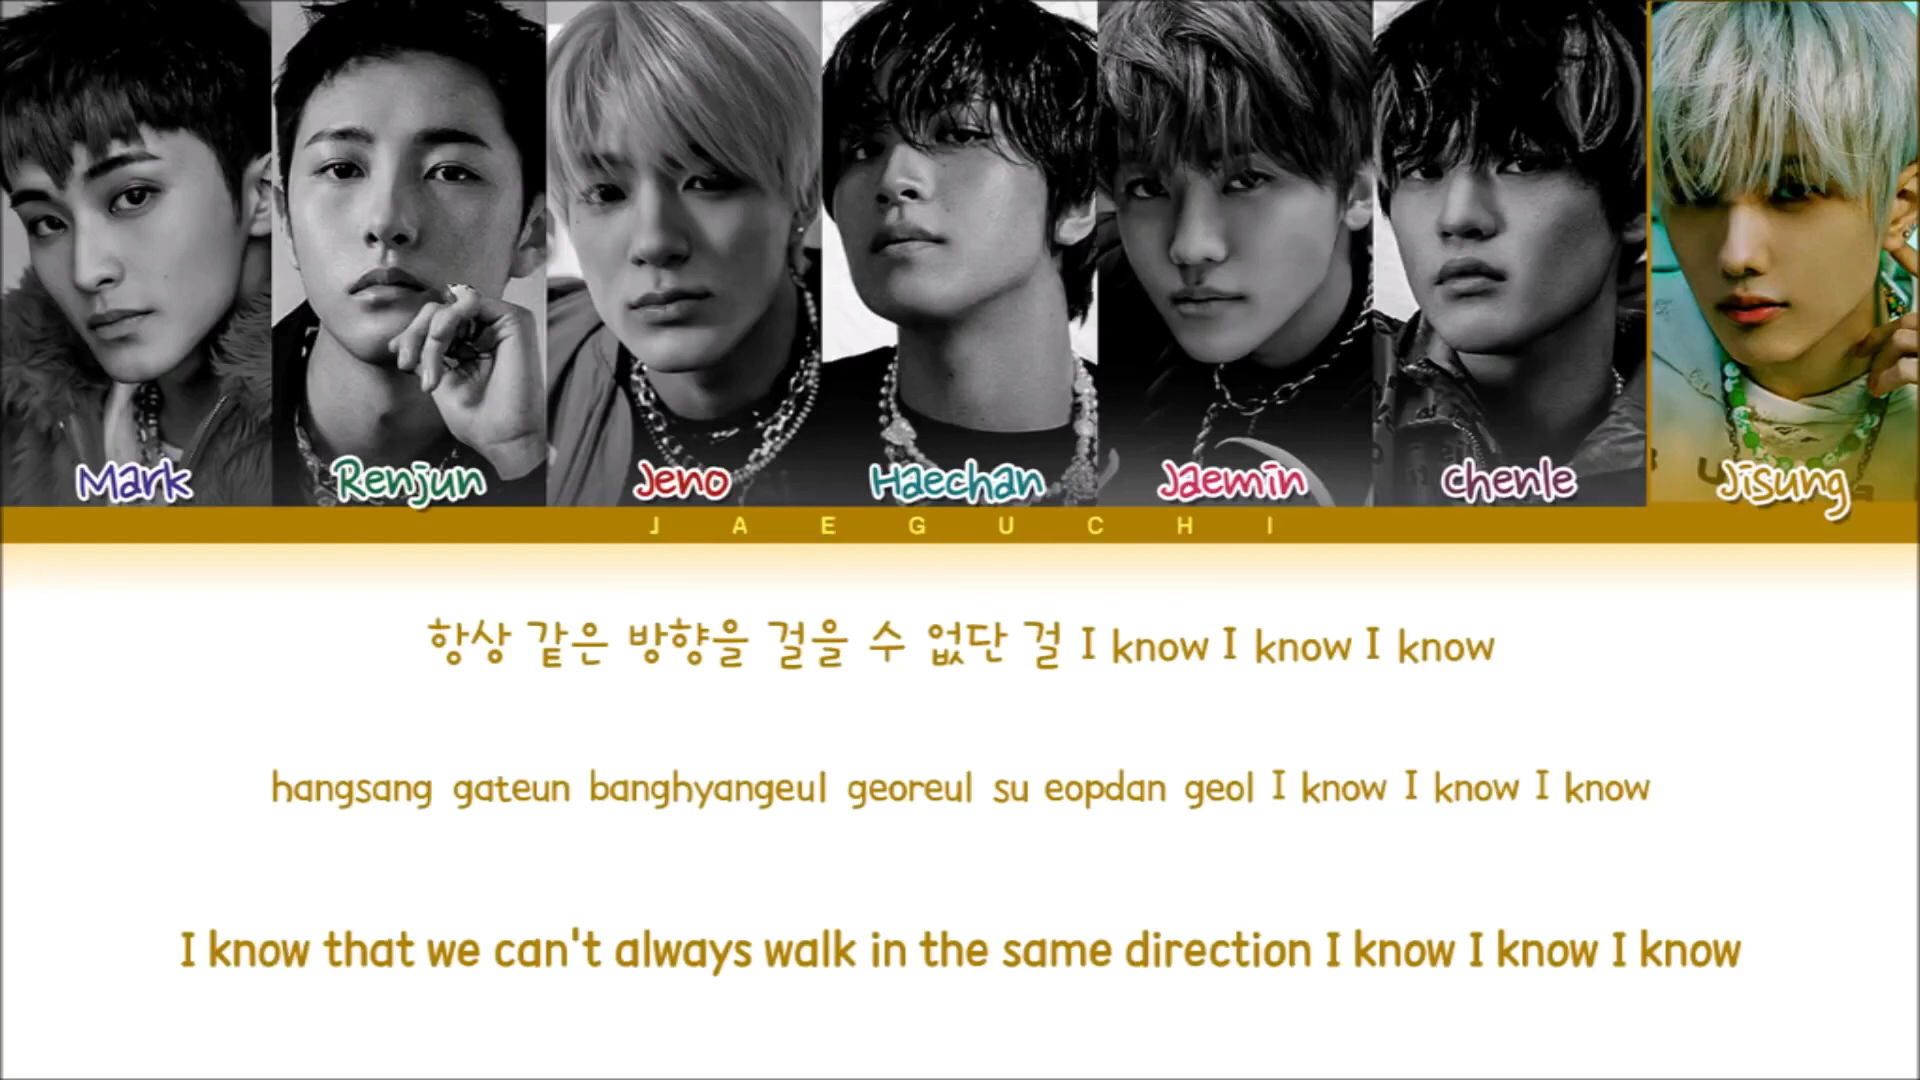 Mark Renjun Jeno Haechan Jaemin Chenle Jisung
JAEGUCHI
항상 같은 방향을 걸을 수 없단 걸 I know I know I know
hangsang gateun banghyangeul georeul su eopdan geol I know I know I know
I know that we can't always walk in the same direction I know I know I know